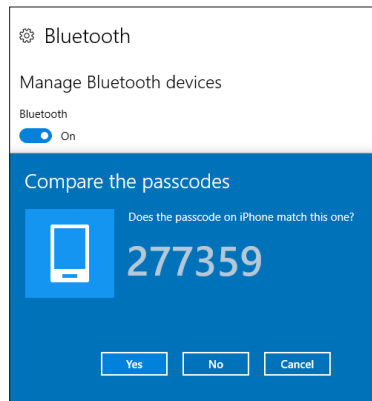 Bluetooth
Manage Bluetooth devices
Bluetooth
On
Compare the passcodes
Does the passcode on iPhone match this one?
277359
Yes No Cancel